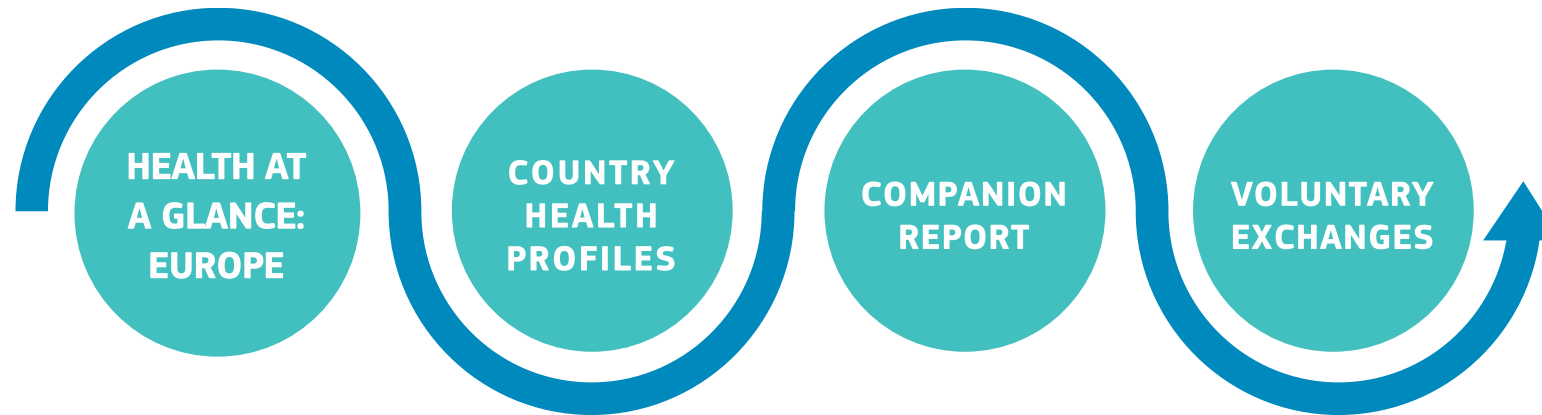 HEALTH AT
A GLANCE:
EUROPE
COUNTRY
HEALTH
PROFILES
COMPANION
REPORT
VOLUNTARY
EXCHANGES